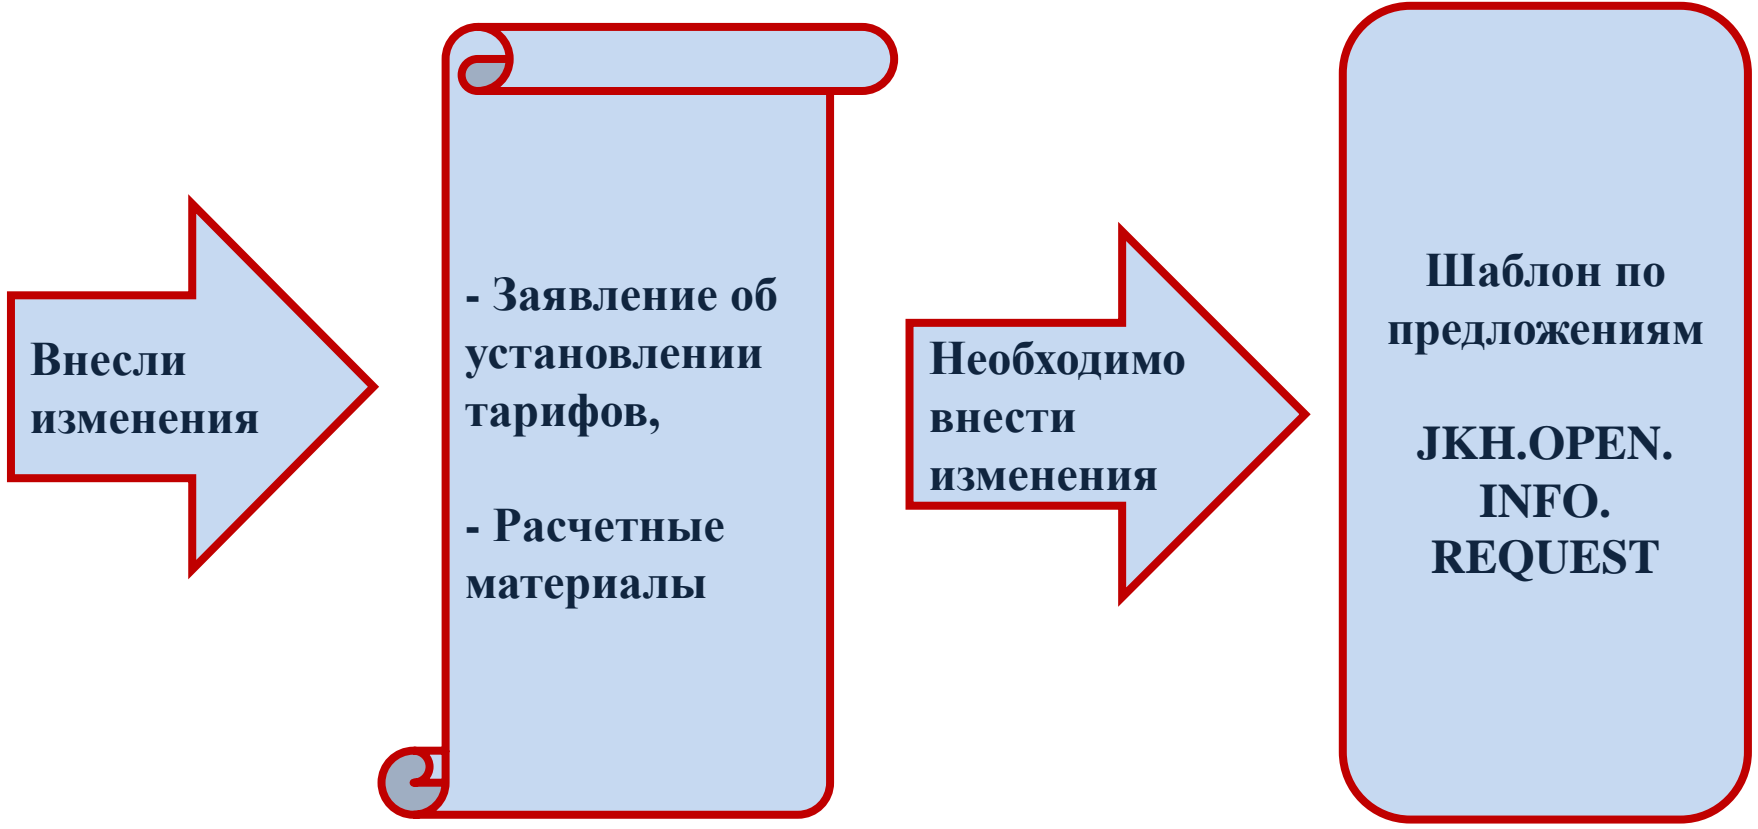 Внесли
изменения
- Заявление об
установлении
тарифов,
- Расчетные
материалы
Необходимо
внести
изменения
Шаблон по
предложениям
JKH.OPEN.
INFO.
REQUEST